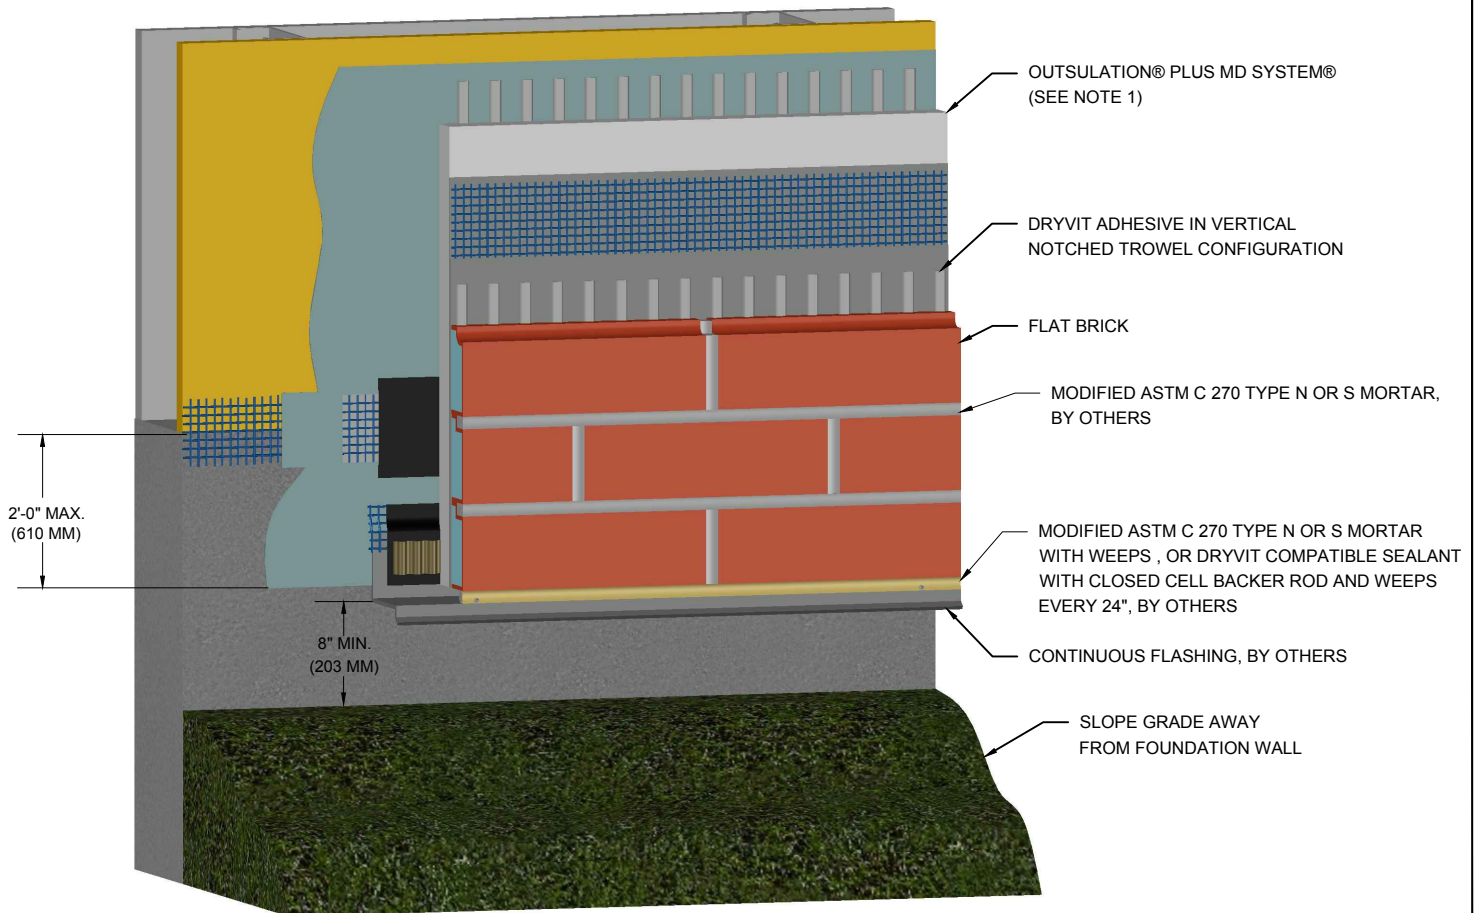 OUTSULATION® PLUS MD SYSTEM®
(SEE NOTE 1)
DRYVIT ADHESIVE IN VERTICAL
NOTCHED TROWEL CONFIGURATION
FLAT BRICK
MODIFIED ASTM C 270 TYPE N OR S MORTAR,
BY OTHERS
2'-0" MAX.
(610 MM)
MODIFIED ASTM C 270 TYPE N OR S MORTAR
WITH WEEPS , OR DRYVIT COMPATIBLE SEALANT
WITH CLOSED CELL BACKER ROD AND WEEPS
EVERY 24", BY OTHERS
8" MIN.
(203 MM)
CONTINUOUS FLASHING, BY OTHERS
SLOPE GRADE AWAY
FROM FOUNDATION WALL